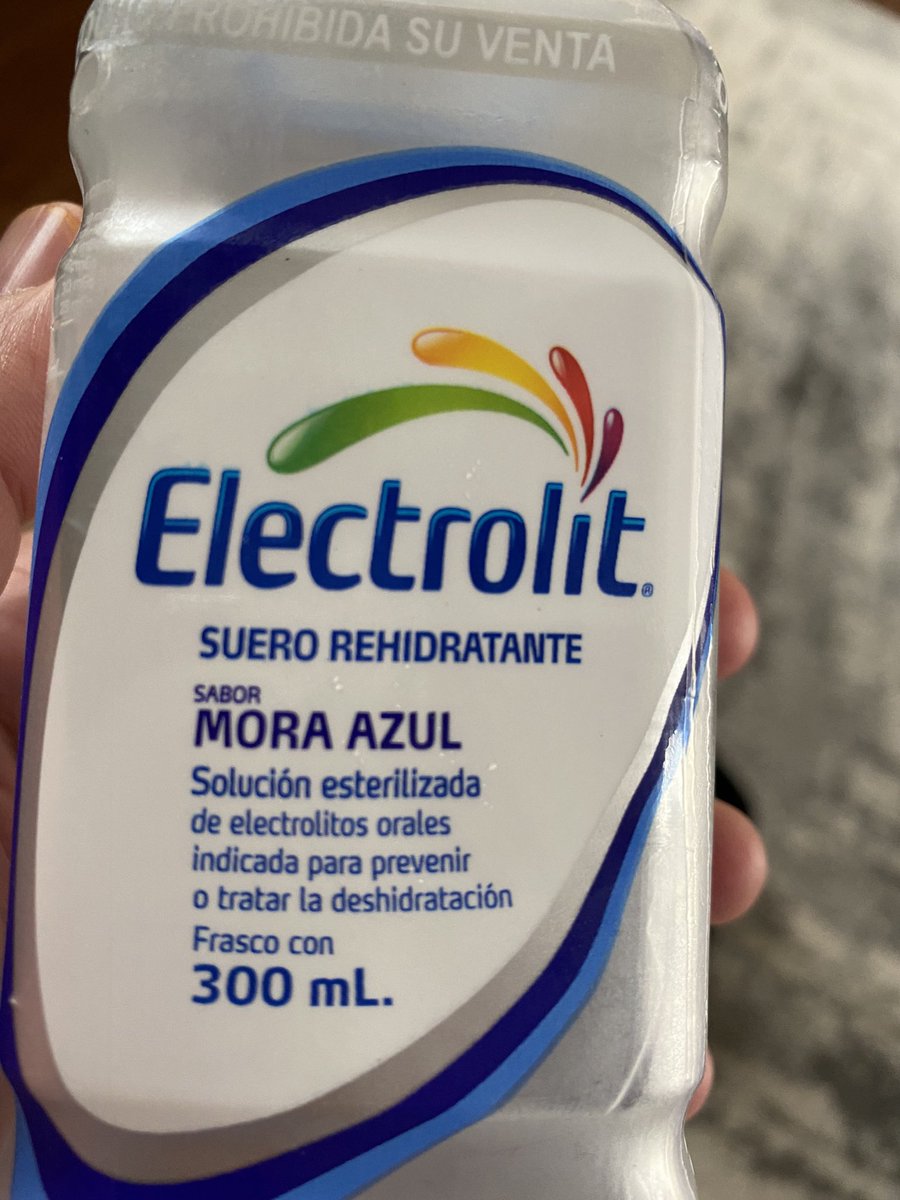 PROHIBIDA SU VENTA
Electrolit®
SUERO REHIDRATANTE
SABOR
MORA AZUL
Solución esterilizada
de electrolitos orales
indicada para prevenir
o tratar la deshidratación
Frasco con
300 mL.